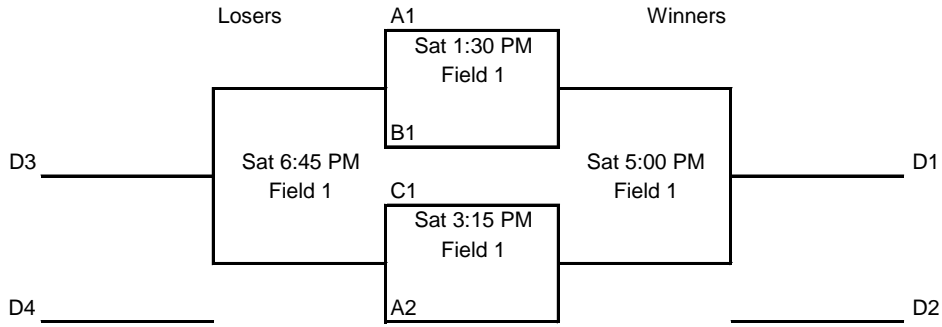 Losers
A1
Winners
Sat 1:30 PM
Field 1
B1
D3
Sat 6:45 PM
Field 1
Sat 5:00 PM
Field 1
D1
C1
Sat 3:15 PM
Field 1
D4
A2
D2